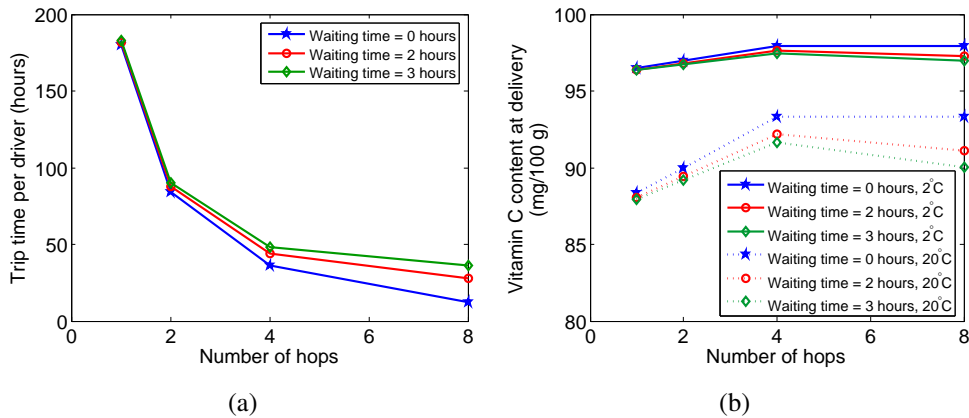 200
150
100
50
0
0
2
4
6
8
Trip time per driver (hours)
Number of hops
Waiting time = 0 hours
Waiting time = 2 hours
Waiting time = 3 hours
(a)
100
95
90
85
80
0
2
4
6
8
Vitamin C content at delivery
(mg/100 g)
Number of hops
Waiting time = 0 hours, 2°C
Waiting time = 2 hours, 2°C
Waiting time = 3 hours, 2°C
Waiting time = 0 hours, 20°C
Waiting time = 2 hours, 20°C
Waiting time = 3 hours, 20°C
(b)